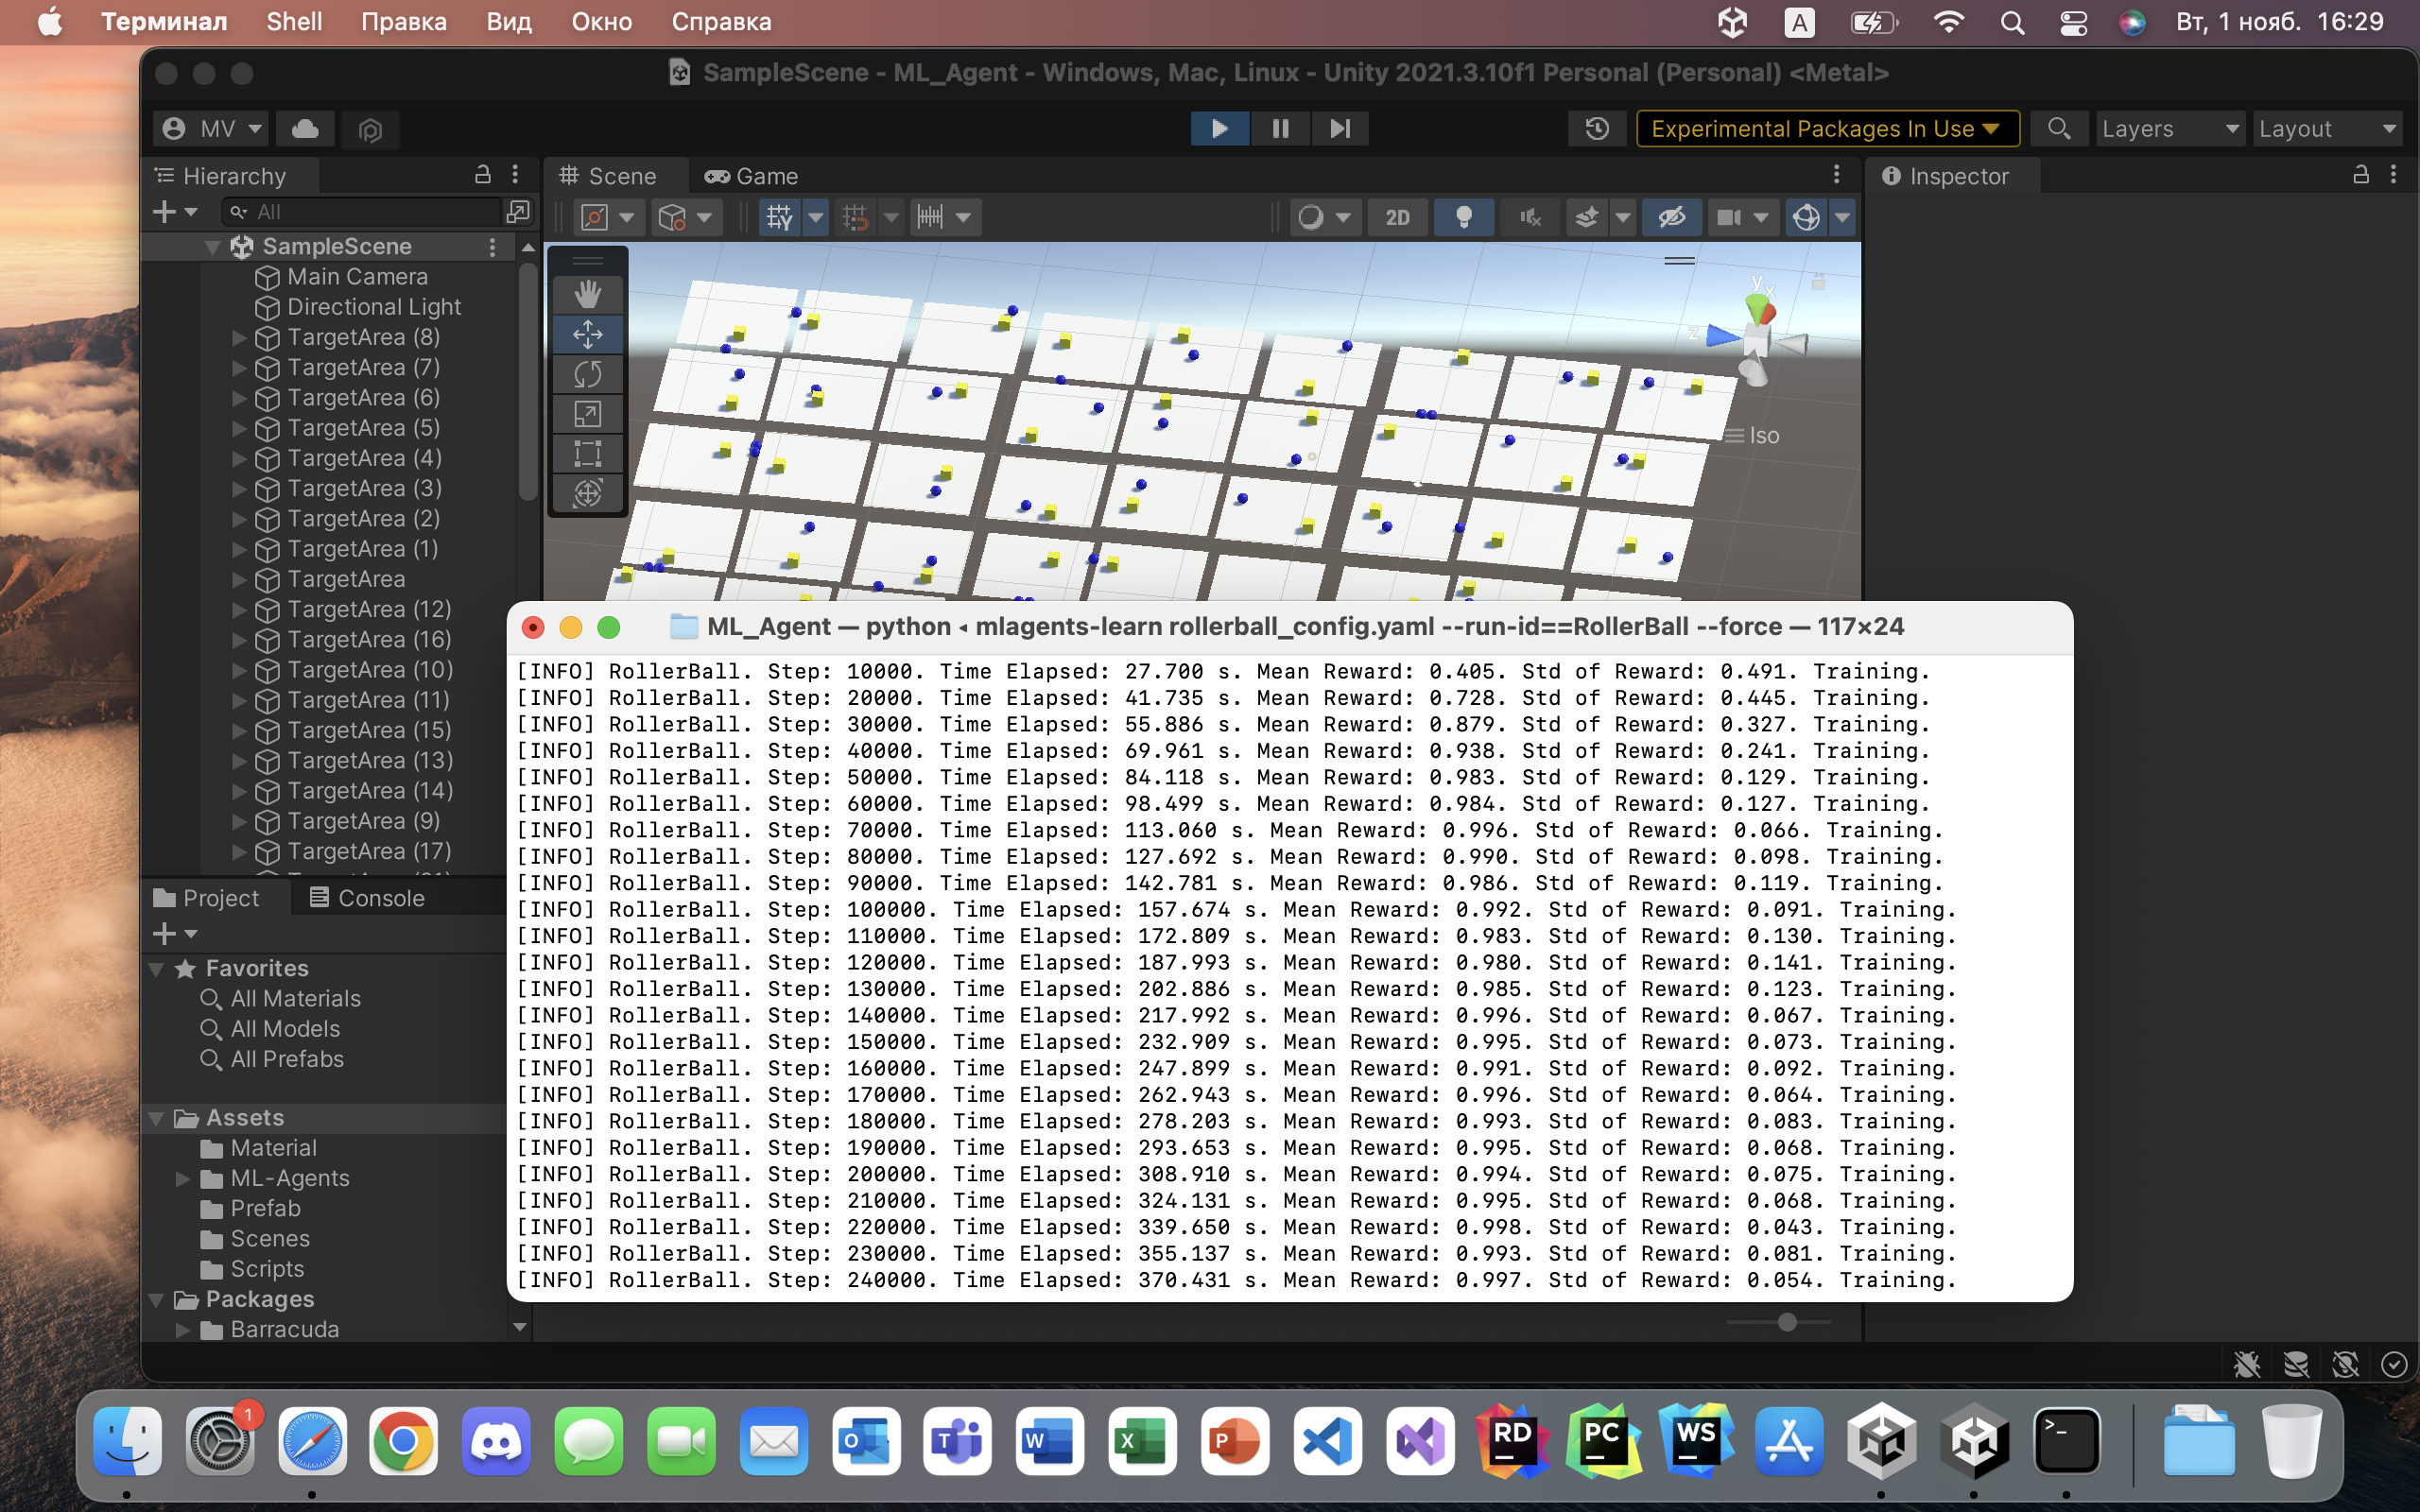 Терминал Shell Правка Вид Окно Справка A Вт, 1 нояб. 16:29
SampleScene - ML_Agent - Windows, Mac, Linux - Unity 2021.3.10f1 Personal (Personal) <Metal>
MV Experimental Packages In Use Layers Layout
Hierarchy
All
SampleScene
Main Camera
Directional Light
TargetArea (8)
TargetArea (7)
TargetArea (6)
TargetArea (5)
TargetArea (4)
TargetArea (3)
TargetArea (2)
TargetArea (1)
TargetArea
TargetArea (12)
TargetArea (16)
TargetArea (10)
TargetArea (11)
TargetArea (15)
TargetArea (13)
TargetArea (14)
TargetArea (9)
TargetArea (17)
Scene Game
2D
y
x
z
Iso
Inspector
Project Console
Favorites
All Materials
All Models
All Prefabs
Assets
Material
ML-Agents
Prefab
Scenes
Scripts
Packages
Barracuda
ML_Agent — python ◂ mlagents-learn rollerball_config.yaml --run-id==RollerBall --force — 117×24
[INFO] RollerBall. Step: 10000. Time Elapsed: 27.700 s. Mean Reward: 0.405. Std of Reward: 0.491. Training.
[INFO] RollerBall. Step: 20000. Time Elapsed: 41.735 s. Mean Reward: 0.728. Std of Reward: 0.445. Training.
[INFO] RollerBall. Step: 30000. Time Elapsed: 55.886 s. Mean Reward: 0.879. Std of Reward: 0.327. Training.
[INFO] RollerBall. Step: 40000. Time Elapsed: 69.961 s. Mean Reward: 0.938. Std of Reward: 0.241. Training.
[INFO] RollerBall. Step: 50000. Time Elapsed: 84.118 s. Mean Reward: 0.983. Std of Reward: 0.129. Training.
[INFO] RollerBall. Step: 60000. Time Elapsed: 98.499 s. Mean Reward: 0.984. Std of Reward: 0.127. Training.
[INFO] RollerBall. Step: 70000. Time Elapsed: 113.060 s. Mean Reward: 0.996. Std of Reward: 0.066. Training.
[INFO] RollerBall. Step: 80000. Time Elapsed: 127.692 s. Mean Reward: 0.990. Std of Reward: 0.098. Training.
[INFO] RollerBall. Step: 90000. Time Elapsed: 142.781 s. Mean Reward: 0.986. Std of Reward: 0.119. Training.
[INFO] RollerBall. Step: 100000. Time Elapsed: 157.674 s. Mean Reward: 0.992. Std of Reward: 0.091. Training.
[INFO] RollerBall. Step: 110000. Time Elapsed: 172.809 s. Mean Reward: 0.983. Std of Reward: 0.130. Training.
[INFO] RollerBall. Step: 120000. Time Elapsed: 187.993 s. Mean Reward: 0.980. Std of Reward: 0.141. Training.
[INFO] RollerBall. Step: 130000. Time Elapsed: 202.886 s. Mean Reward: 0.985. Std of Reward: 0.123. Training.
[INFO] RollerBall. Step: 140000. Time Elapsed: 217.992 s. Mean Reward: 0.996. Std of Reward: 0.067. Training.
[INFO] RollerBall. Step: 150000. Time Elapsed: 232.909 s. Mean Reward: 0.995. Std of Reward: 0.073. Training.
[INFO] RollerBall. Step: 160000. Time Elapsed: 247.899 s. Mean Reward: 0.991. Std of Reward: 0.092. Training.
[INFO] RollerBall. Step: 170000. Time Elapsed: 262.943 s. Mean Reward: 0.996. Std of Reward: 0.064. Training.
[INFO] RollerBall. Step: 180000. Time Elapsed: 278.203 s. Mean Reward: 0.993. Std of Reward: 0.083. Training.
[INFO] RollerBall. Step: 190000. Time Elapsed: 293.653 s. Mean Reward: 0.995. Std of Reward: 0.068. Training.
[INFO] RollerBall. Step: 200000. Time Elapsed: 308.910 s. Mean Reward: 0.994. Std of Reward: 0.075. Training.
[INFO] RollerBall. Step: 210000. Time Elapsed: 324.131 s. Mean Reward: 0.995. Std of Reward: 0.068. Training.
[INFO] RollerBall. Step: 220000. Time Elapsed: 339.650 s. Mean Reward: 0.998. Std of Reward: 0.043. Training.
[INFO] RollerBall. Step: 230000. Time Elapsed: 355.137 s. Mean Reward: 0.993. Std of Reward: 0.081. Training.
[INFO] RollerBall. Step: 240000. Time Elapsed: 370.431 s. Mean Reward: 0.997. Std of Reward: 0.054. Training.
1 O T W X P RD PC WS >_